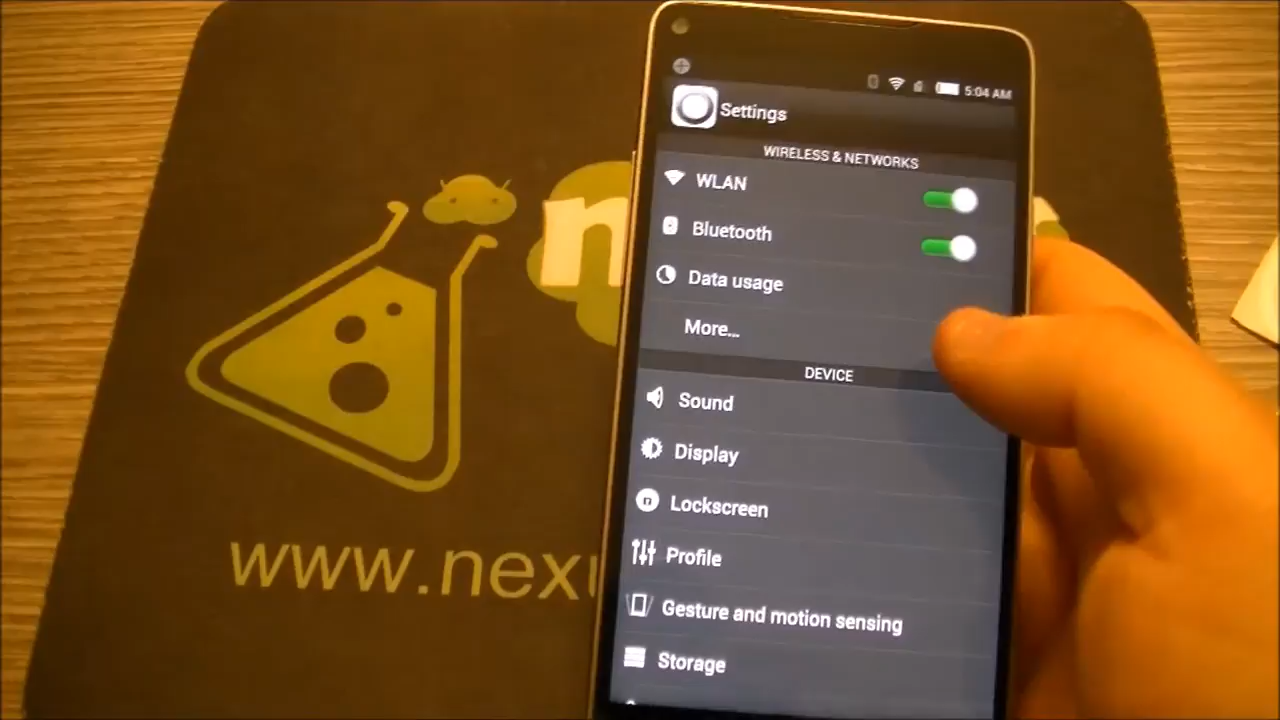 5:04 AM
Settings
WIRELESS & NETWORKS
WLAN
Bluetooth
Data usage
More...
DEVICE
Sound
Display
Lockscreen
Profile
Gesture and motion sensing
Storage
n
www.nexu